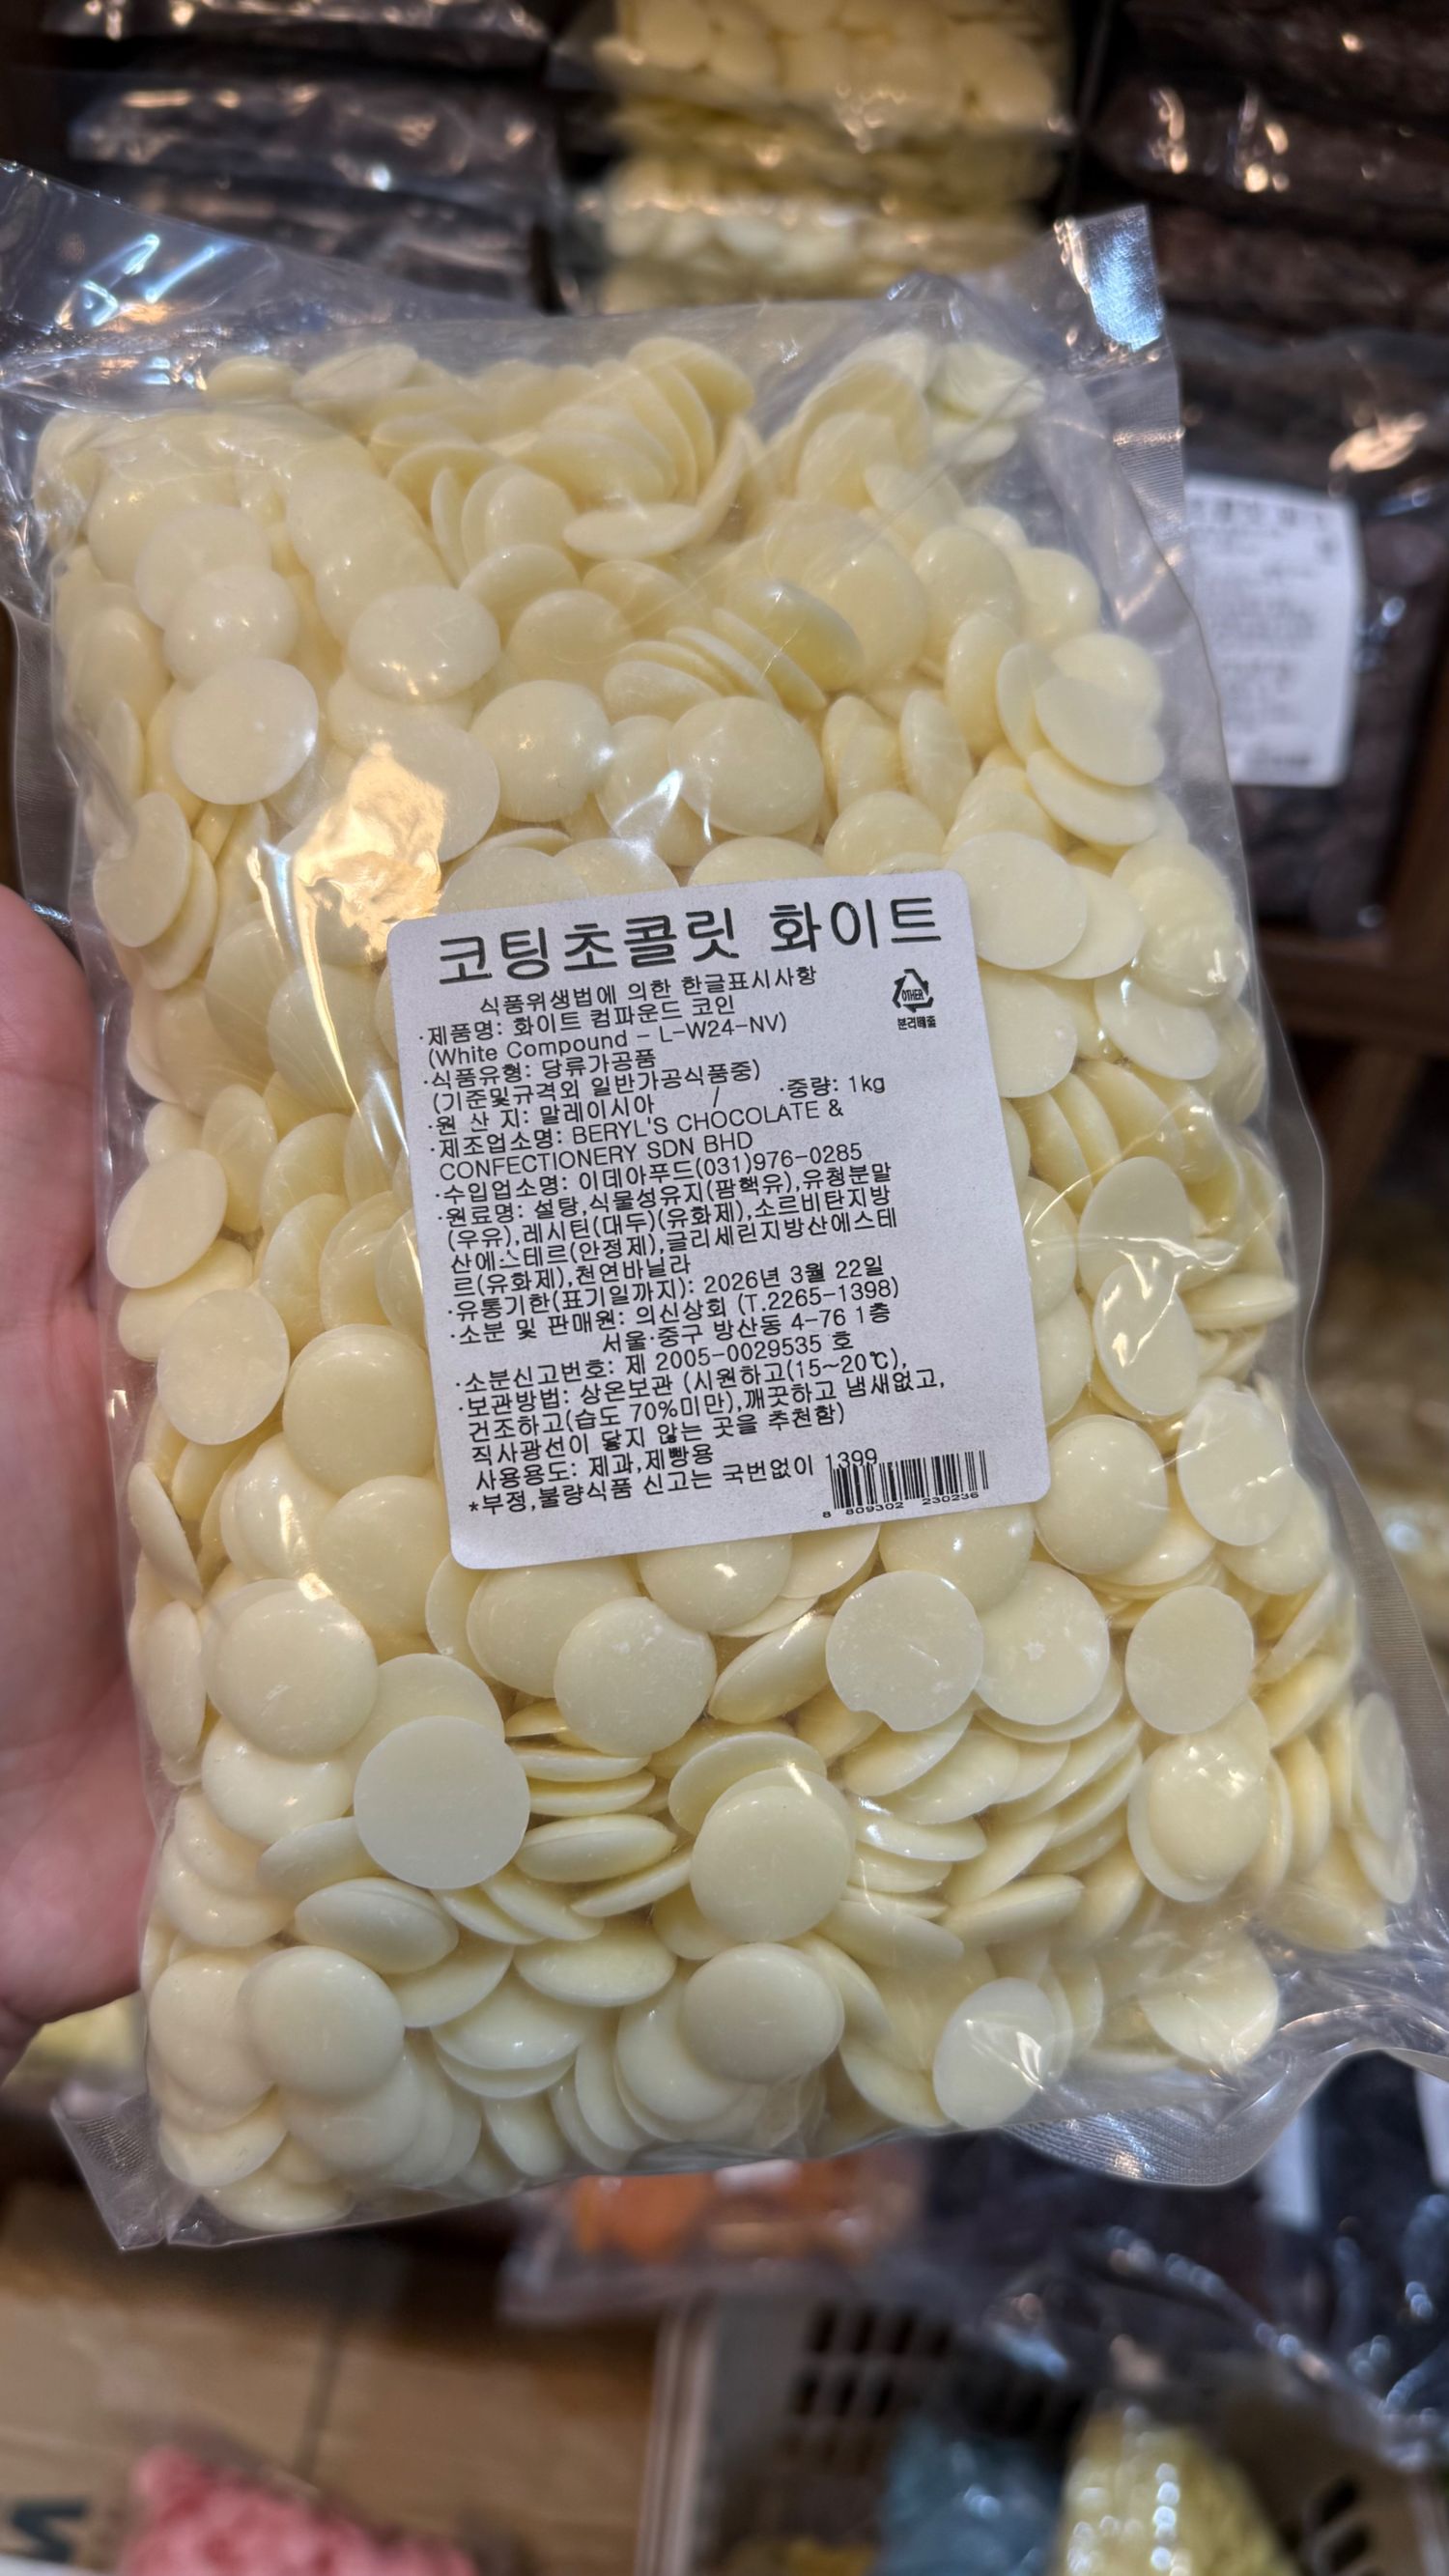 코팅초콜릿 화이트
식품위생법에 의한 한글표시사항
·제품명: 화이트 컴파운드 코인
(White Compound - L-W24-NV)
·식품유형: 당류가공품
(기준및규격외 일반가공식품중)
·원 산 지: 말레이시아 / ·중량: 1kg
·제조업소명: BERYL'S CHOCOLATE &
CONFECTIONERY SDN BHD
·수입업소명: 이데아푸드(031)976-0285
·원료명: 설탕,식물성유지(팜핵유),유청분말
(우유),레시틴(대두)(유화제),소르비탄지방
산에스테르(안정제),글리세린지방산에스테
르(유화제),천연바닐라
·유통기한(표기일까지): 2026년 3월 22일
·소분 및 판매원: 의신상회 (T.2265-1398)
서울·중구 방산동 4-76 1층
·소분신고번호: 제 2005-0029535 호
·보관방법: 상온보관 (시원하고(15~20℃),
건조하고(습도 70%미만),깨끗하고 냄새없고,
직사광선이 닿지 않는 곳을 추천함)
사용용도: 제과,제빵용
*부정,불량식품 신고는 국번없이 1399
8 809302 230236
OTHER
분리배출